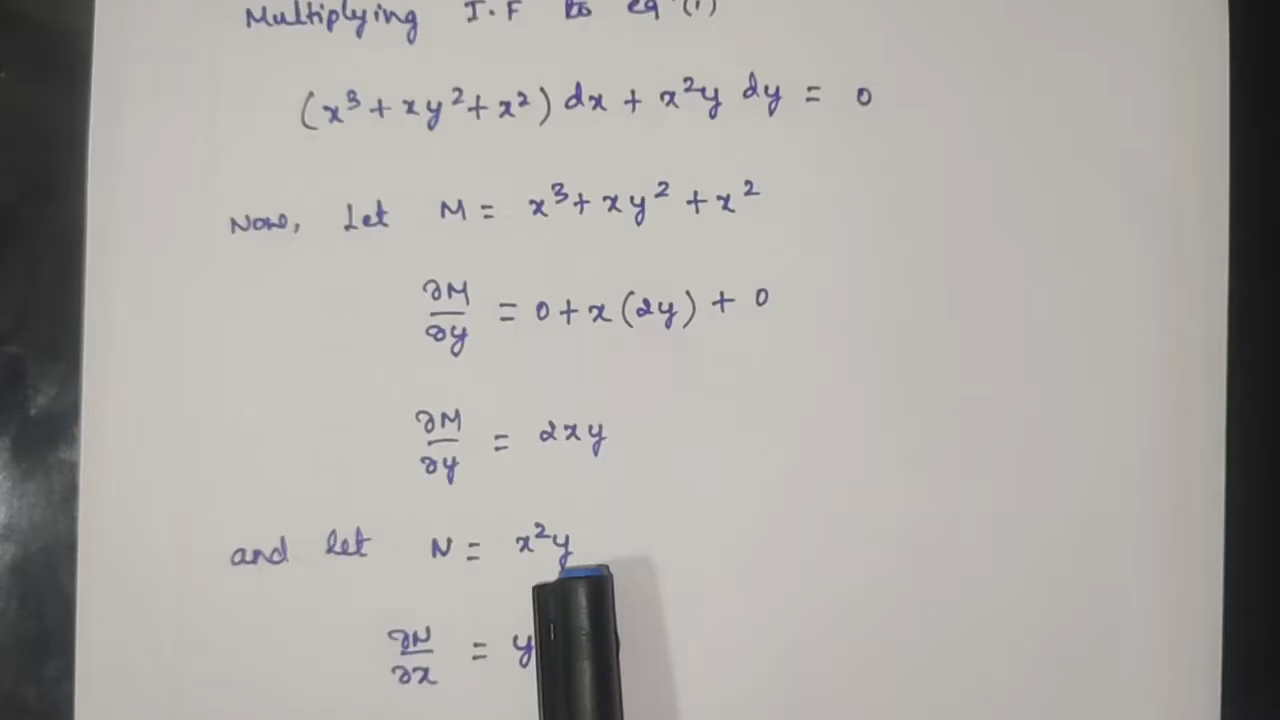 Multiplying I.F to eq (1)
(x³ + xy² + x²) dx + x²y dy = 0
Now, Let M = x³ + xy² + x²
∂M/∂y = 0 + x(2y) + 0
∂M/∂y = 2xy
and let N = x²y
∂N/∂x = y